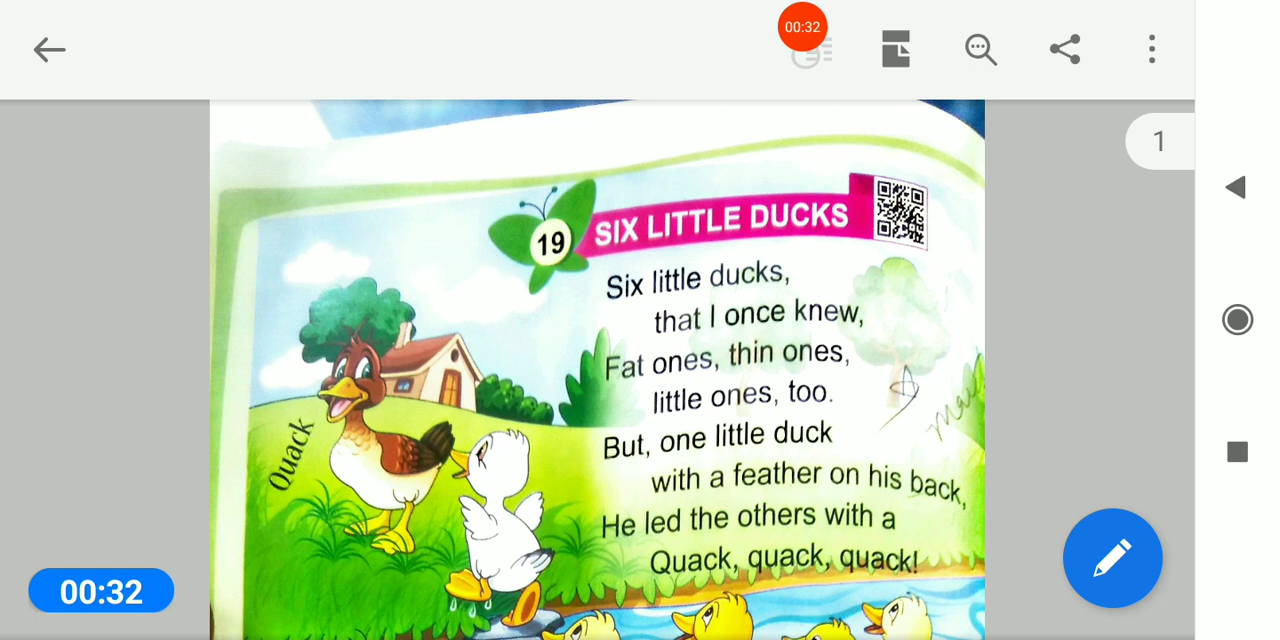 00:32
1
19
SIX LITTLE DUCKS
Six little ducks,
that I once knew,
Fat ones, thin ones,
little ones, too.
But, one little duck
with a feather on his back,
He led the others with a
Quack, quack, quack!
Quack
00:32